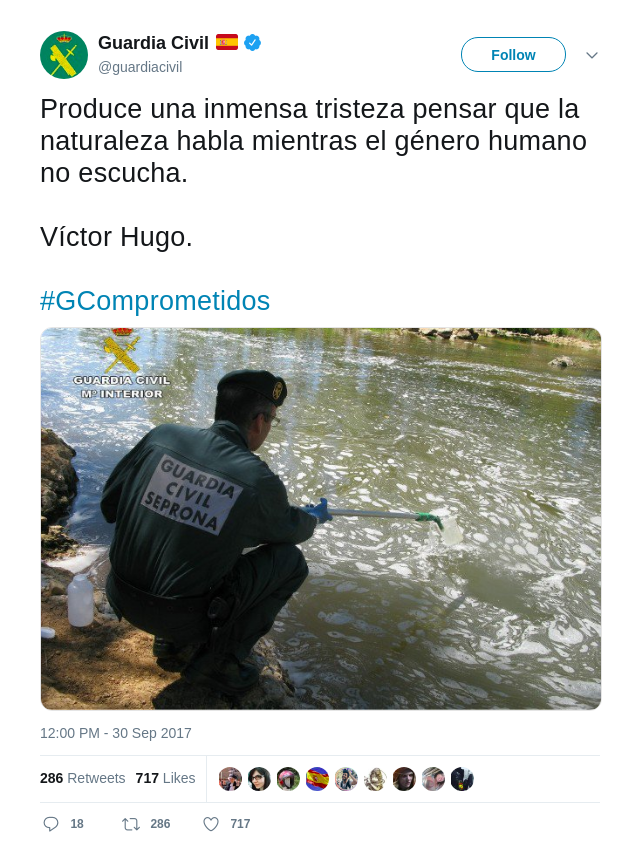 Guardia Civil
@guardiacivil
Follow
Produce una inmensa tristeza pensar que la
naturaleza habla mientras el género humano
no escucha.
Víctor Hugo.
#GComprometidos
GUARDIA CIVIL
Mº INTERIOR
GUARDIA
CIVIL
SEPRONA
12:00 PM - 30 Sep 2017
286 Retweets 717 Likes
18 286 717